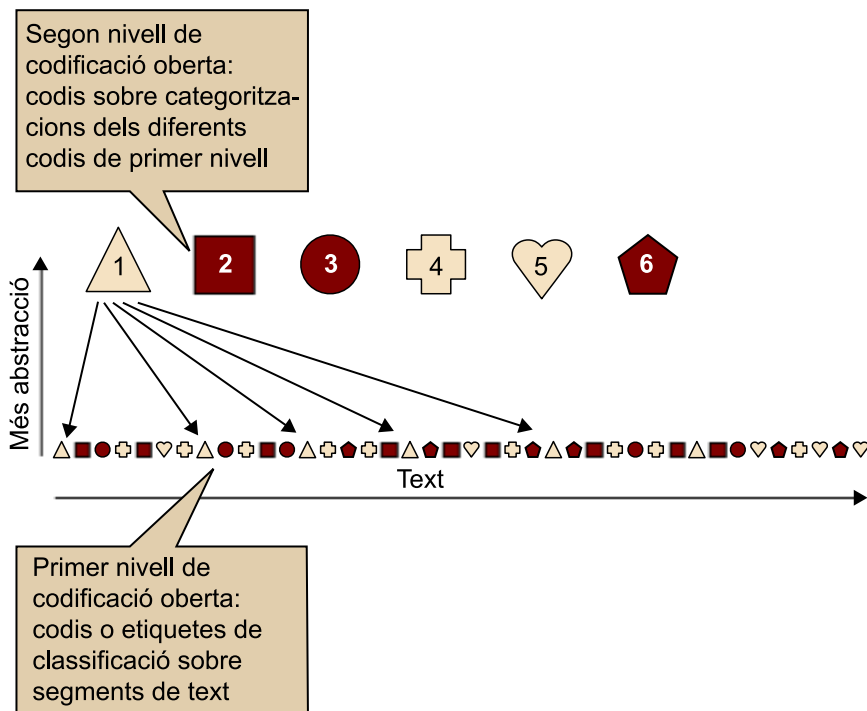 Segon nivell de
codificació oberta:
codis sobre categoritza-
cions dels diferents
codis de primer nivell
1 2 3 4 5 6
Més abstracció
Text
Primer nivell de
codificació oberta:
codis o etiquetes de
classificació sobre
segments de text